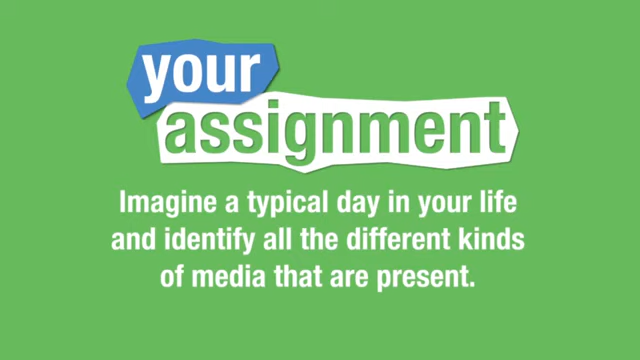 your
assignment
Imagine a typical day in your life
and identify all the different kinds
of media that are present.